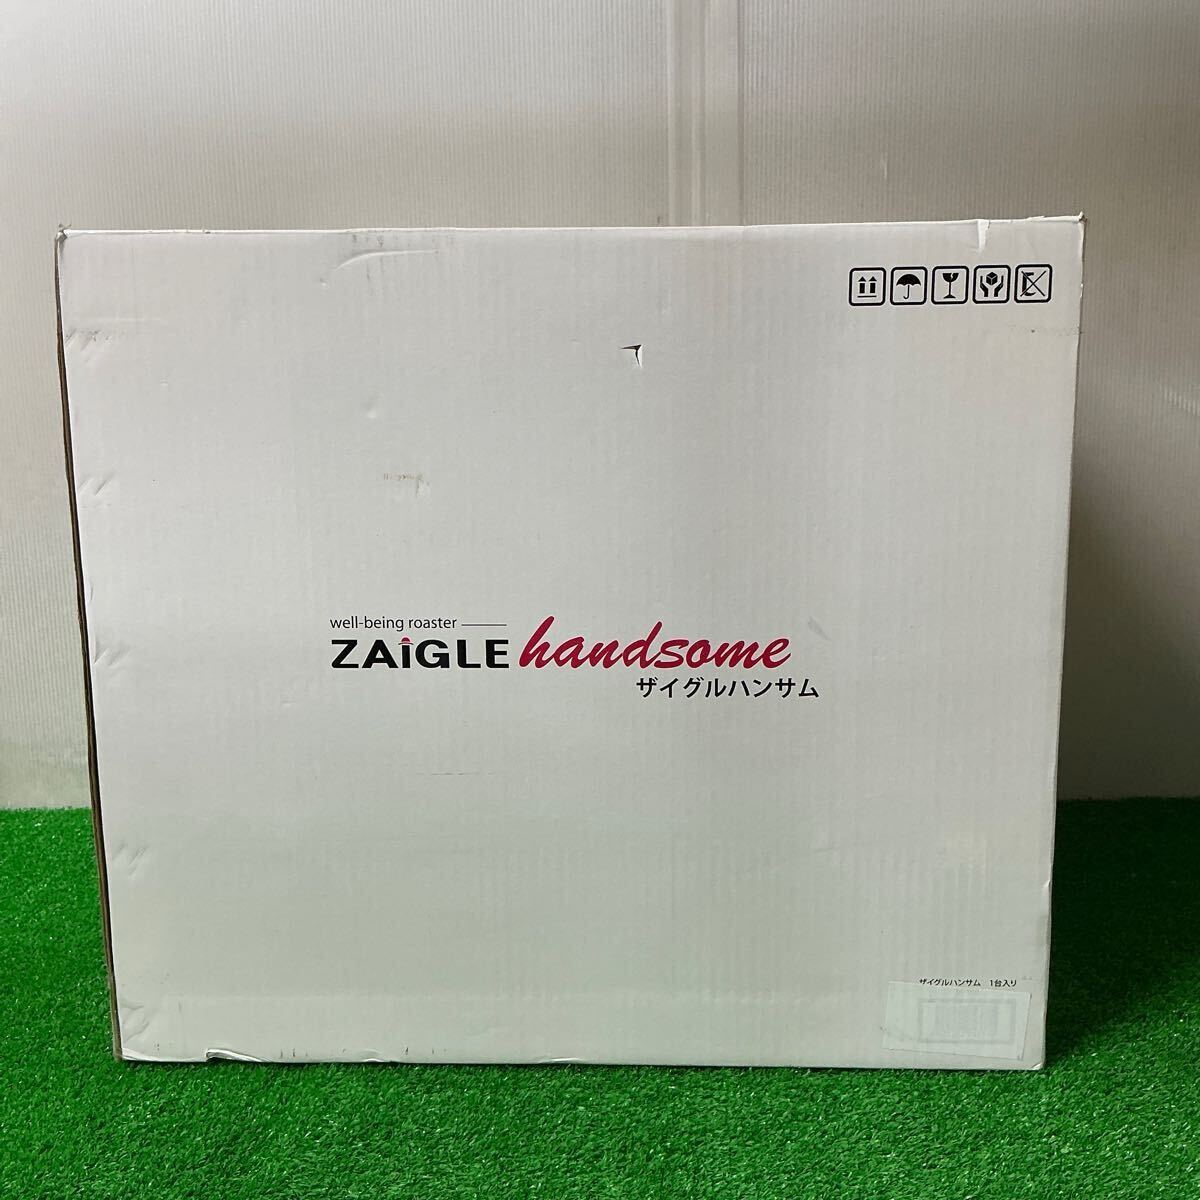 well-being roaster
ZAiGLE handsome
ザイグルハンサム
ザイグルハンサム 1台入り